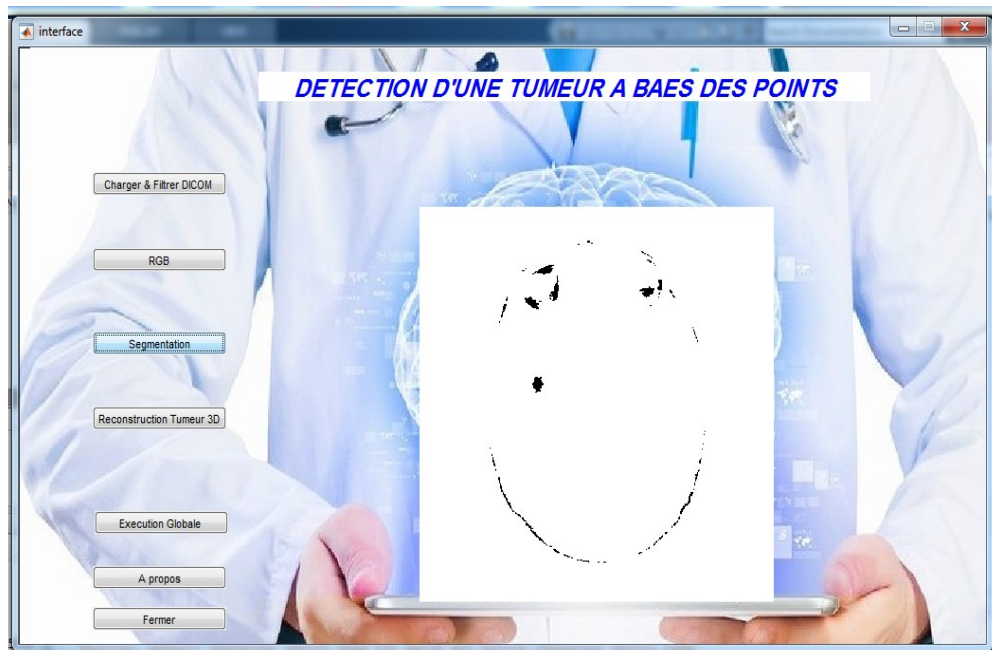 interface
DETECTION D'UNE TUMEUR A BAES DES POINTS
Charger & Filtrer DICOM
RGB
Segmentation
Reconstruction Tumeur 3D
Execution Globale
A propos
Fermer